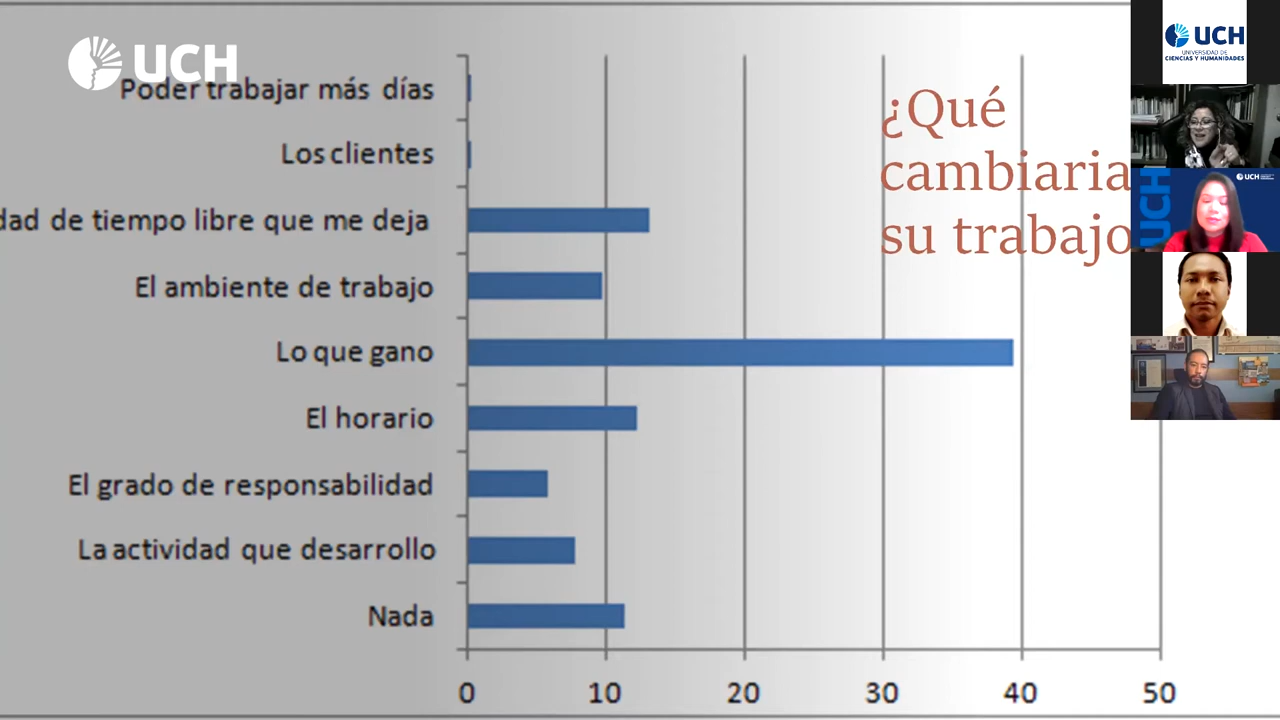 UCH
Poder trabajar más días
Los clientes
dad de tiempo libre que me deja
El ambiente de trabajo
Lo que gano
El horario
El grado de responsabilidad
La actividad que desarrollo
Nada
0 10 20 30 40 50
¿Qué
cambiaria
su trabajo
UCH
UNIVERSIDAD DE
CIENCIAS Y HUMANIDADES
UCH
UCH